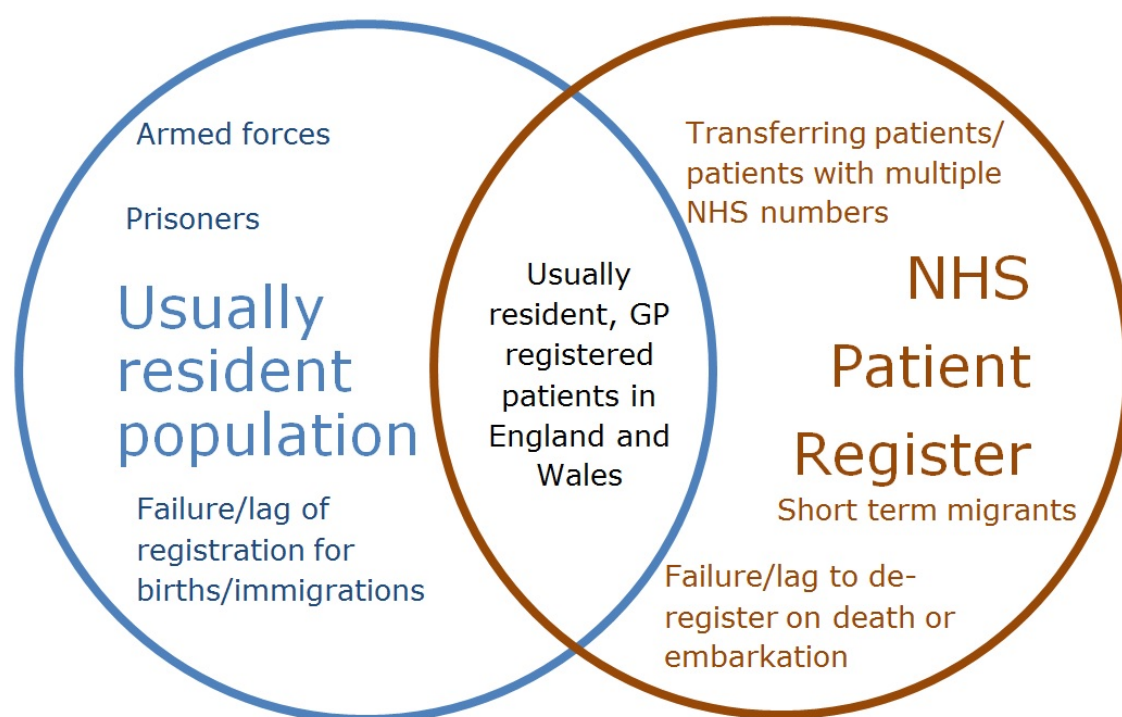 Armed forces
Prisoners
Usually
resident
population
Failure/lag of
registration for
births/immigrations
Usually
resident, GP
registered
patients in
England and
Wales
Transferring patients/
patients with multiple
NHS numbers
NHS
Patient
Register
Short term migrants
Failure/lag to de-
register on death or
embarkation